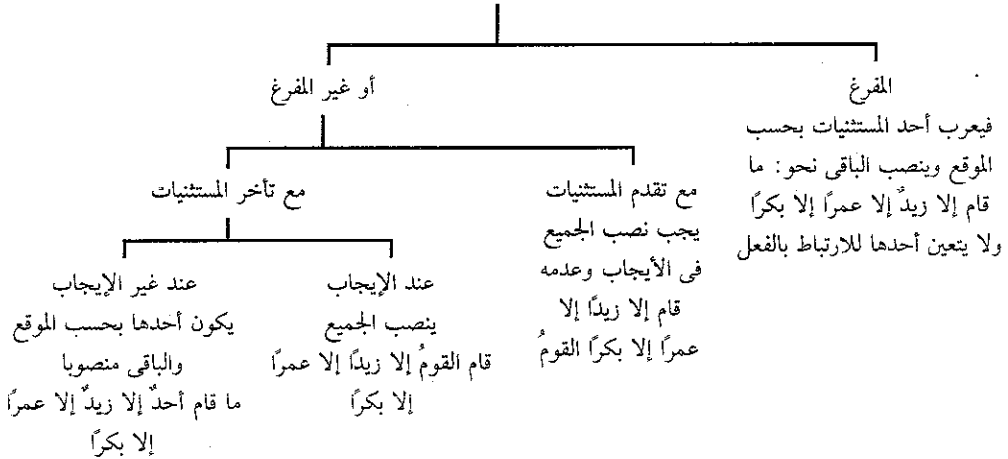 المفرغ
فيعرب أحد المستثنيات بحسب
الموقع وينصب الباقى نحو: ما
قام إلا زيدٌ إلا عمرًا إلا بكرًا
ولا يتعين أحدها للارتباط بالفعل
أو غير المفرغ
مع تقدم المستثنيات
يجب نصب الجميع
فى الأيجاب وعدمه
قام إلا زيدًا إلا
عمرًا إلا بكرًا القومُ
مع تأخر المستثنيات
عند الإيجاب
ينصب الجميع
قام القومُ إلا زيدًا إلا عمرًا
إلا بكرًا
عند غير الإيجاب
يكون أحدها بحسب الموقع
والباقى منصوبا
ما قام أحدٌ إلا زيدٌ إلا عمرًا
إلا بكرًا